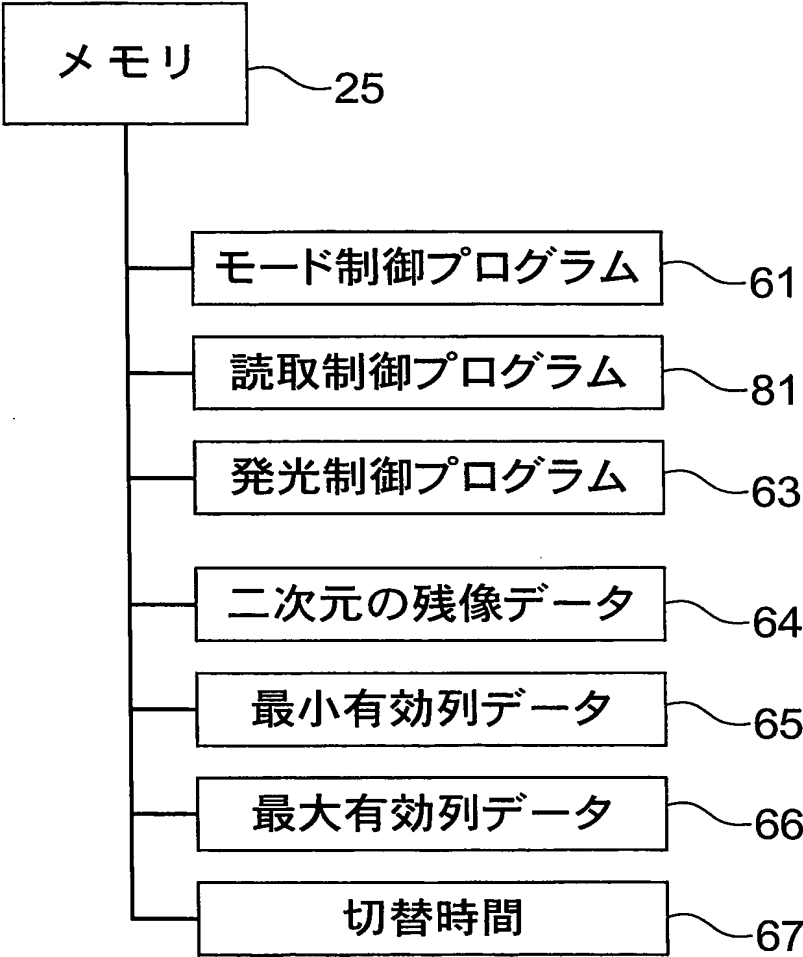 メモリ 25
モード制御プログラム 61
読取制御プログラム 81
発光制御プログラム 63
二次元の残像データ 64
最小有効列データ 65
最大有効列データ 66
切替時間 67